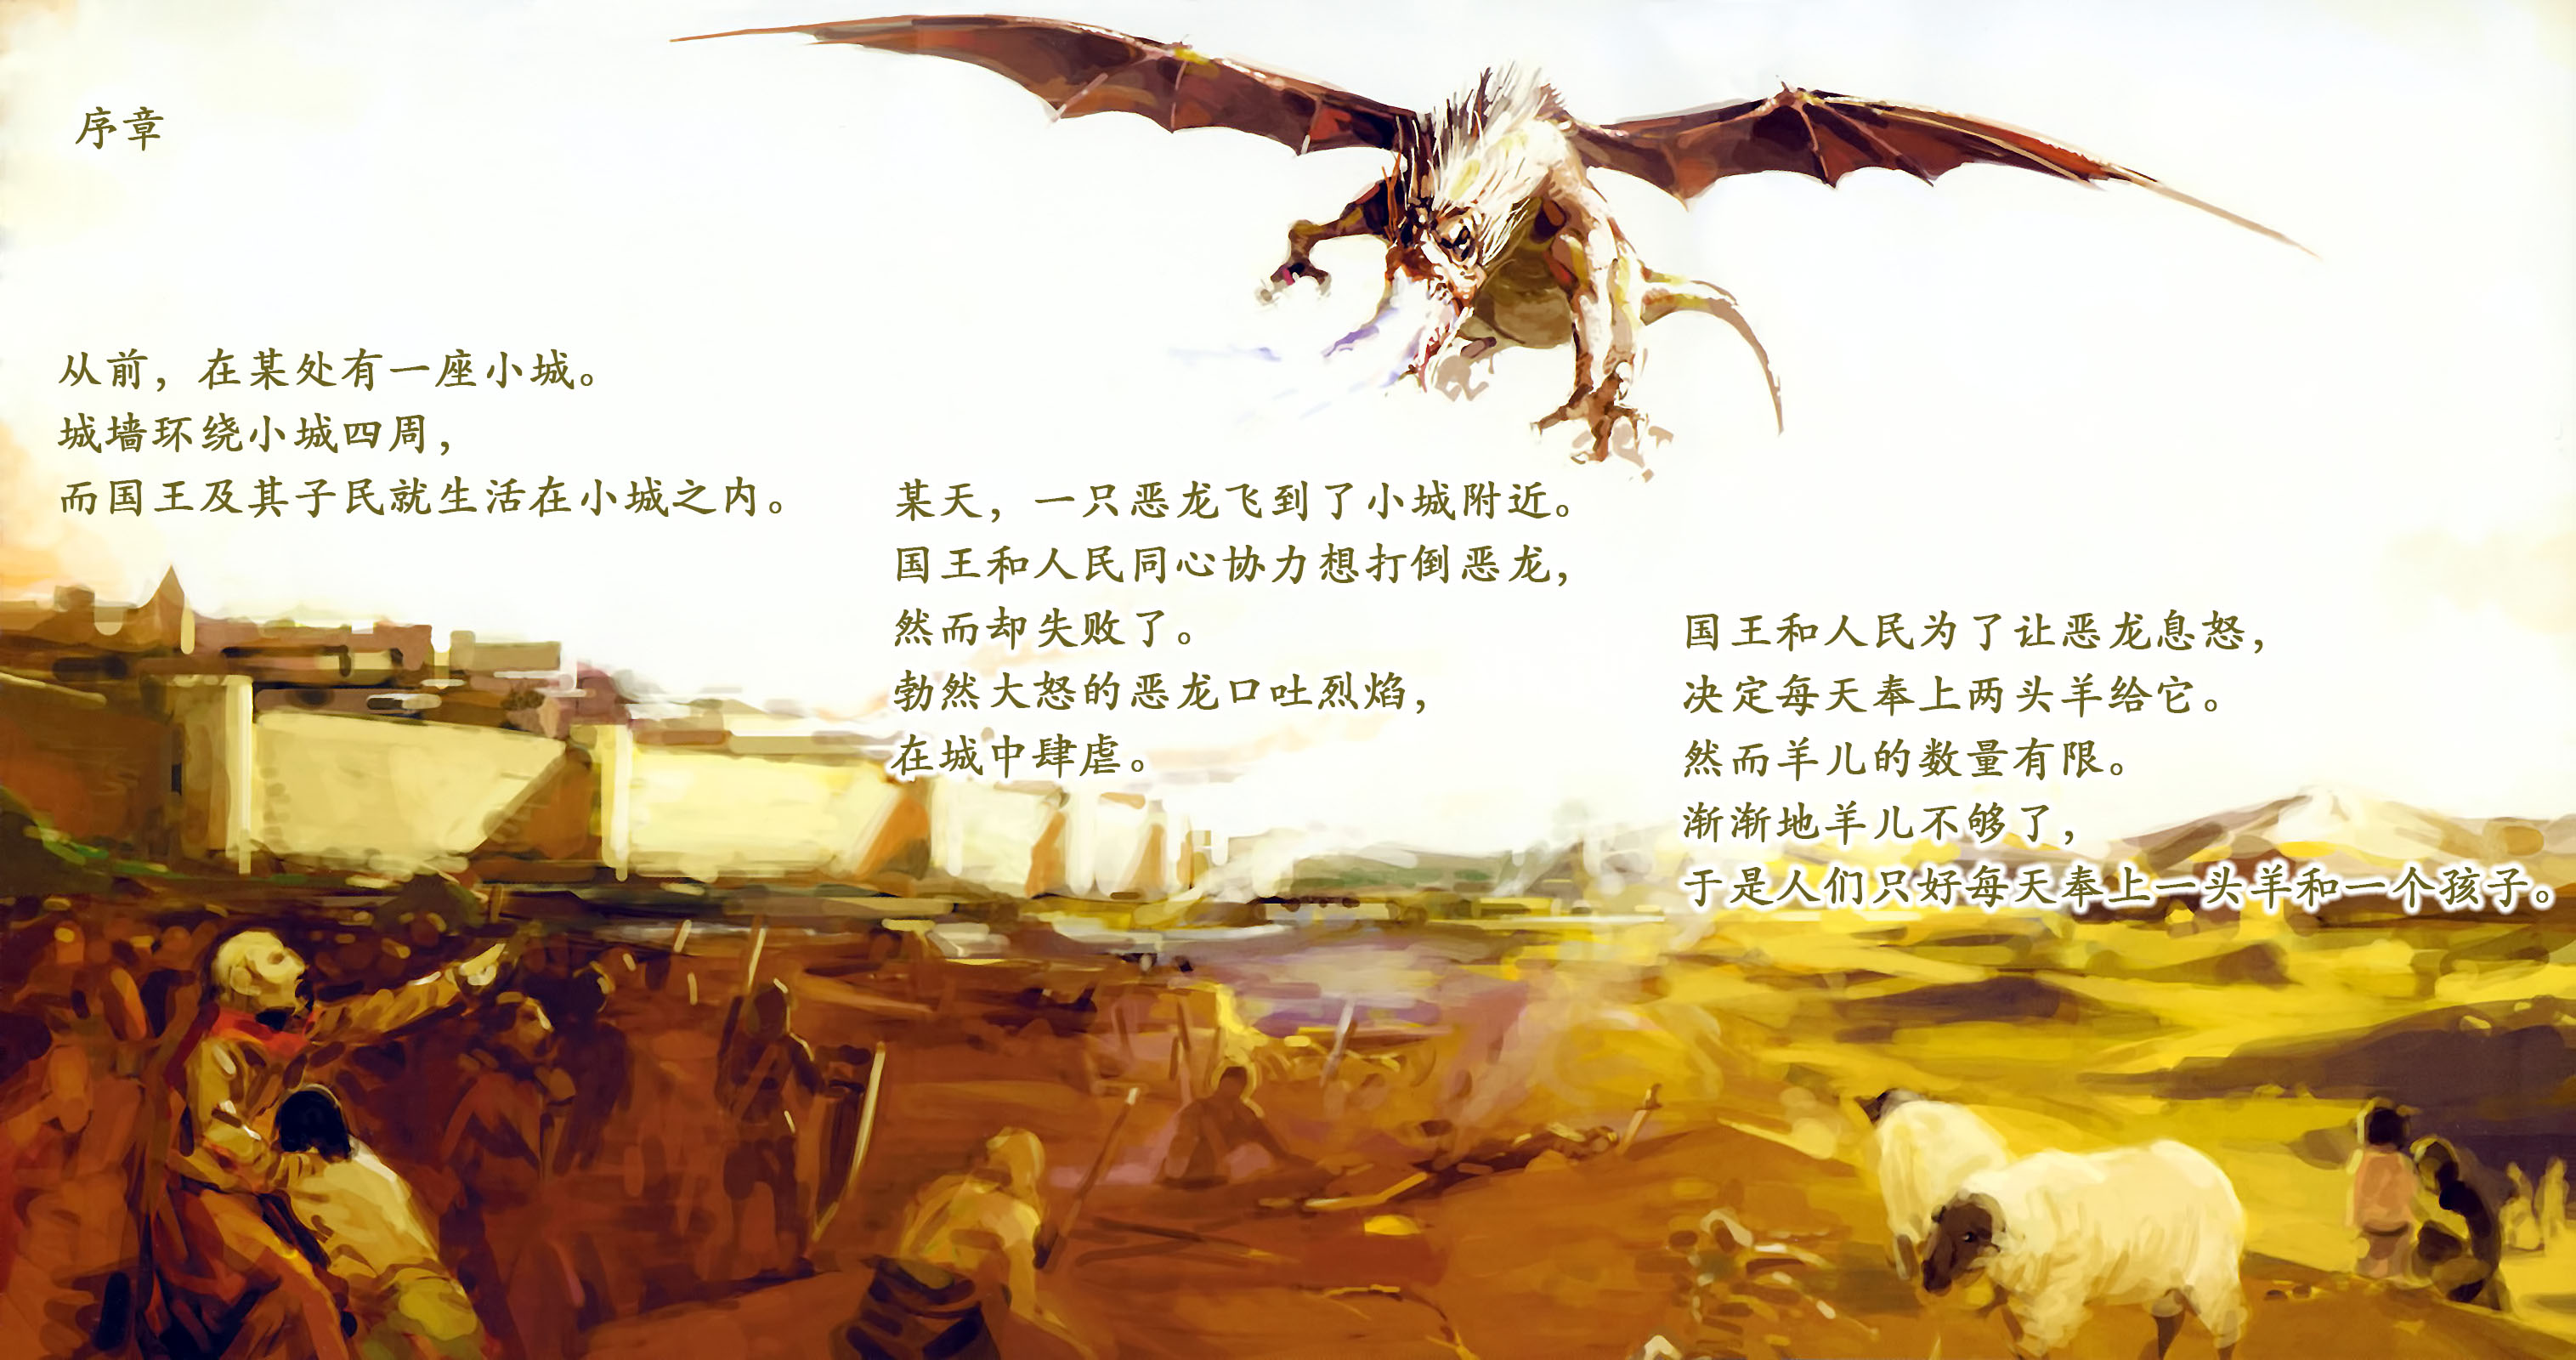 序章
从前，在某处有一座小城。
城墙环绕小城四周，
而国王及其子民就生活在小城之内。
某天，一只恶龙飞到了小城附近。
国王和人民同心协力想打倒恶龙，
然而却失败了。
勃然大怒的恶龙口吐烈焰，
在城中肆虐。
国王和人民为了让恶龙息怒，
决定每天奉上两头羊给它。
然而羊儿的数量有限。
渐渐地羊儿不够了，
于是人们只好每天奉上一头羊和一个孩子。